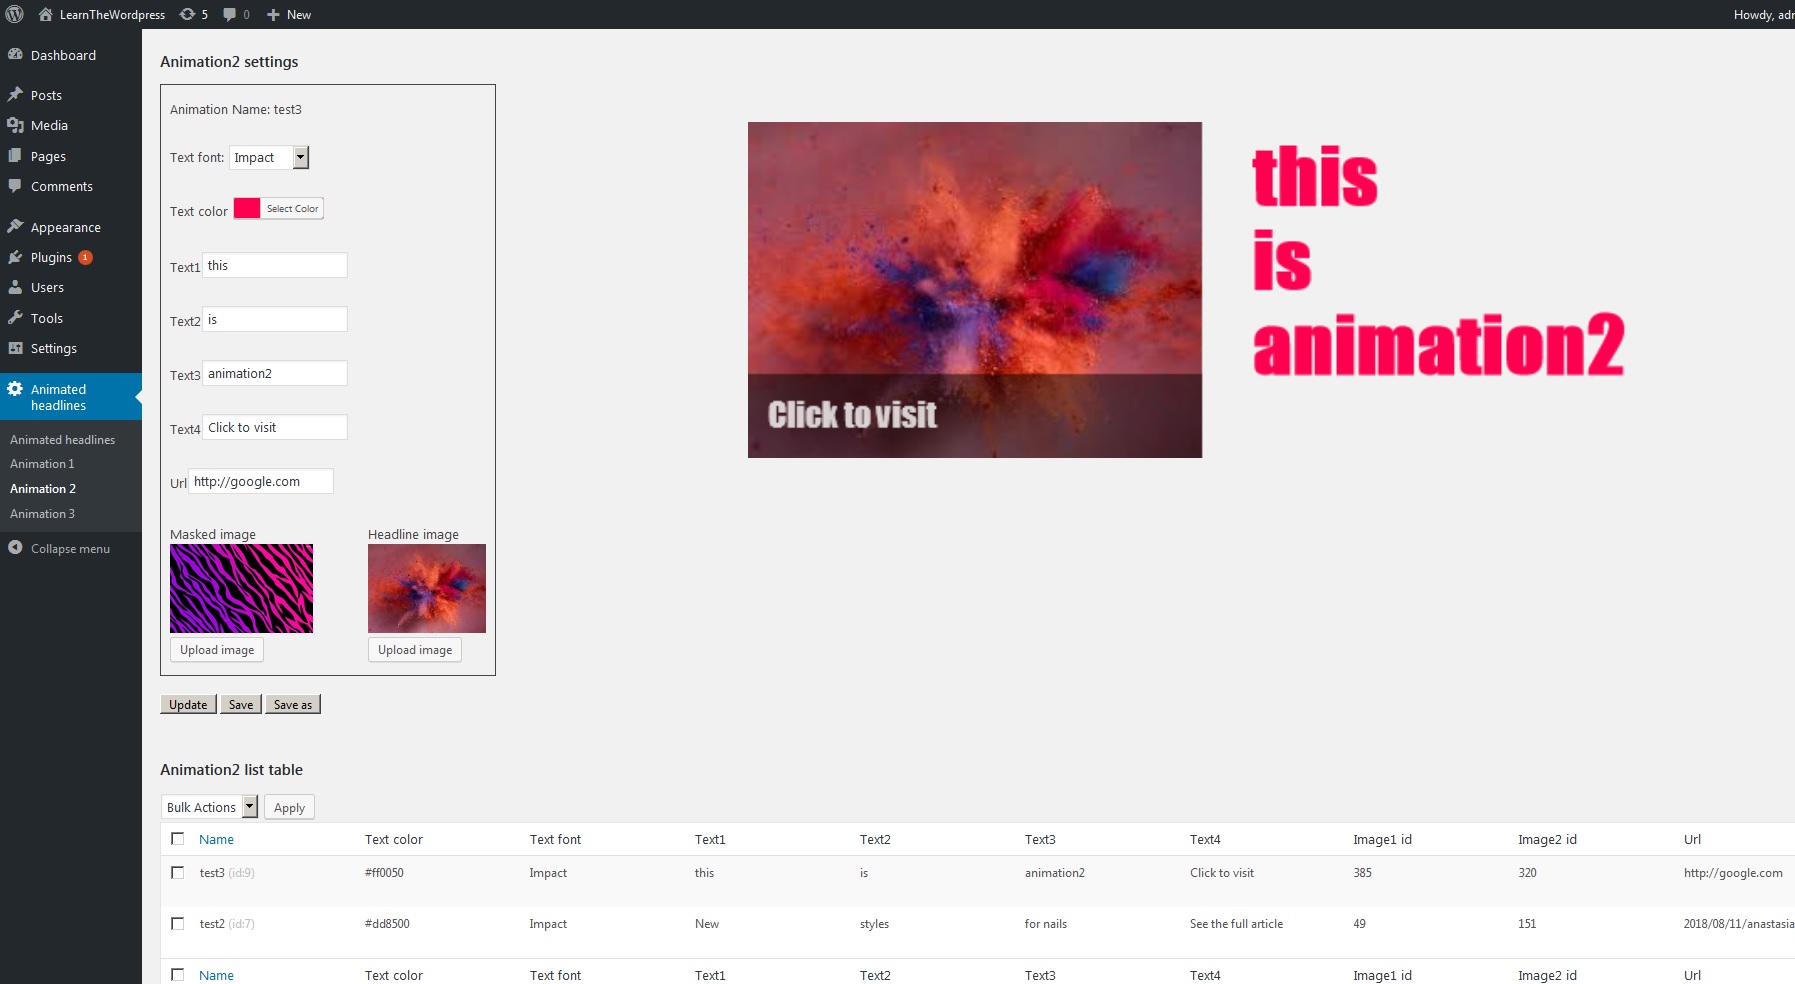 LearnTheWordpress 5 0 New Howdy, adr
Dashboard
Posts
Media
Pages
Comments
Appearance
Plugins 1
Users
Tools
Settings
Animated
headlines
Animated headlines
Animation 1
Animation 2
Animation 3
Collapse menu
Animation2 settings
Animation Name: test3
Text font: Impact
Text color Select Color
Text1 this
Text2 is
Text3 animation2
Text4 Click to visit
Url http://google.com
Masked image Headline image
Upload image Upload image
Update Save Save as
Click to visit
this
is
animation2
Animation2 list table
Bulk Actions Apply
Name Text color Text font Text1 Text2 Text3 Text4 Image1 id Image2 id Url
test3 (id:9) #ff0050 Impact this is animation2 Click to visit 385 320 http://google.com
test2 (id:7) #dd8500 Impact New styles for nails See the full article 49 151 2018/08/11/anastasia
Name Text color Text font Text1 Text2 Text3 Text4 Image1 id Image2 id Url